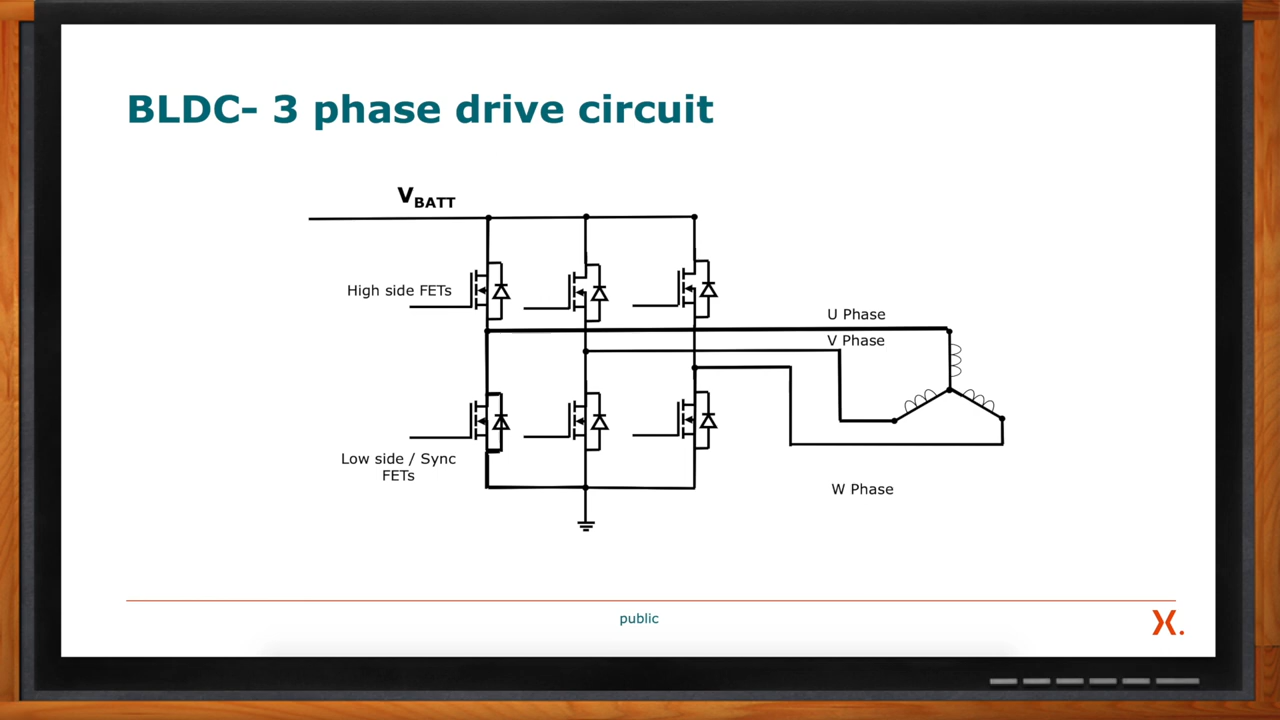 BLDC- 3 phase drive circuit
VBATT
High side FETs
U Phase
V Phase
Low side / Sync
FETs
W Phase
public